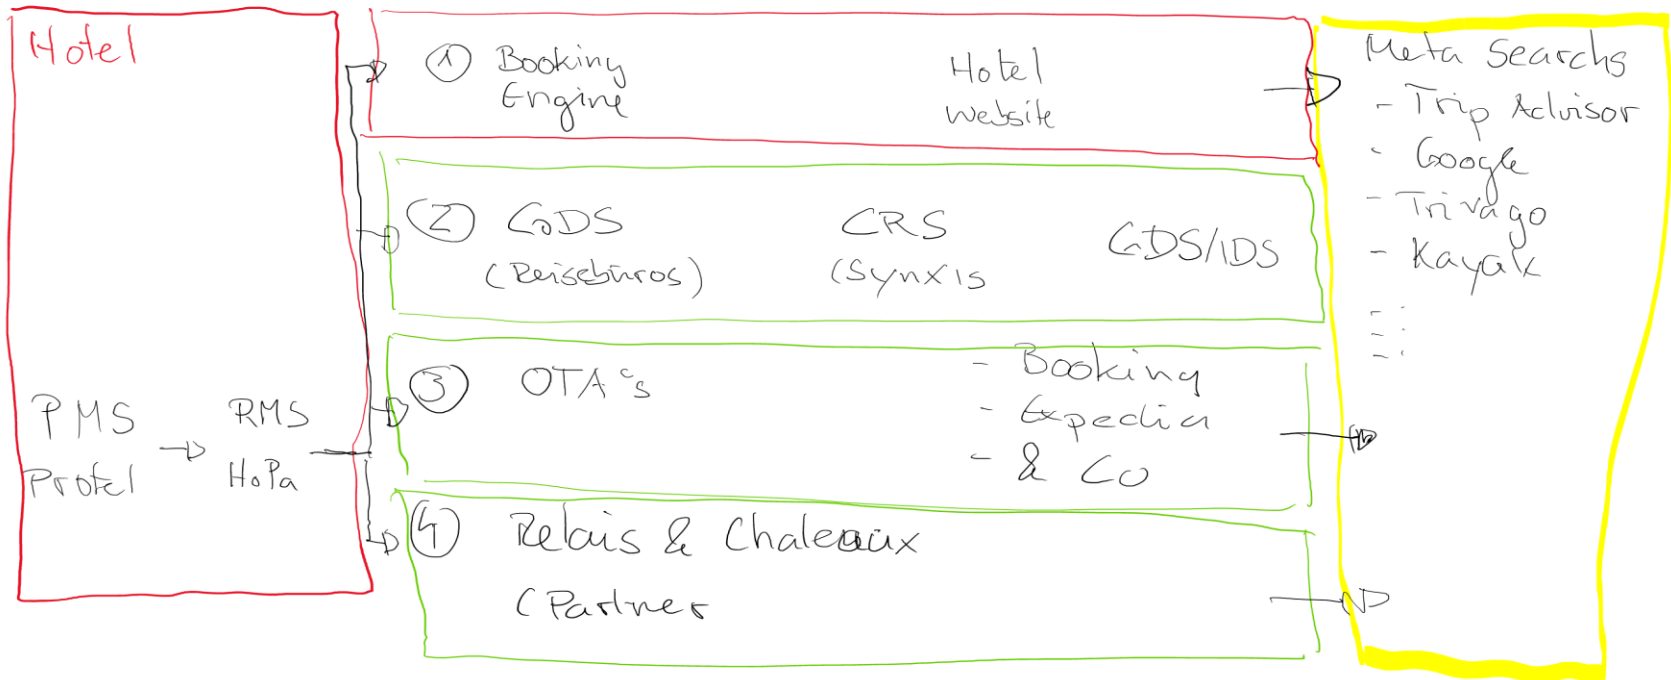 Hotel
PMS
Protel
RMS
HoPa
1 Booking
Engine
Hotel
Website
2 GDS
(Reisebüros)
CRS
(Synxis
GDS/IDS
3 OTA's
- Booking
- Expedia
- & Co
4 Relais & Chateaux
(Partner
Meta Searchs
- Trip Advisor
- Google
- Trivago
- Kayak